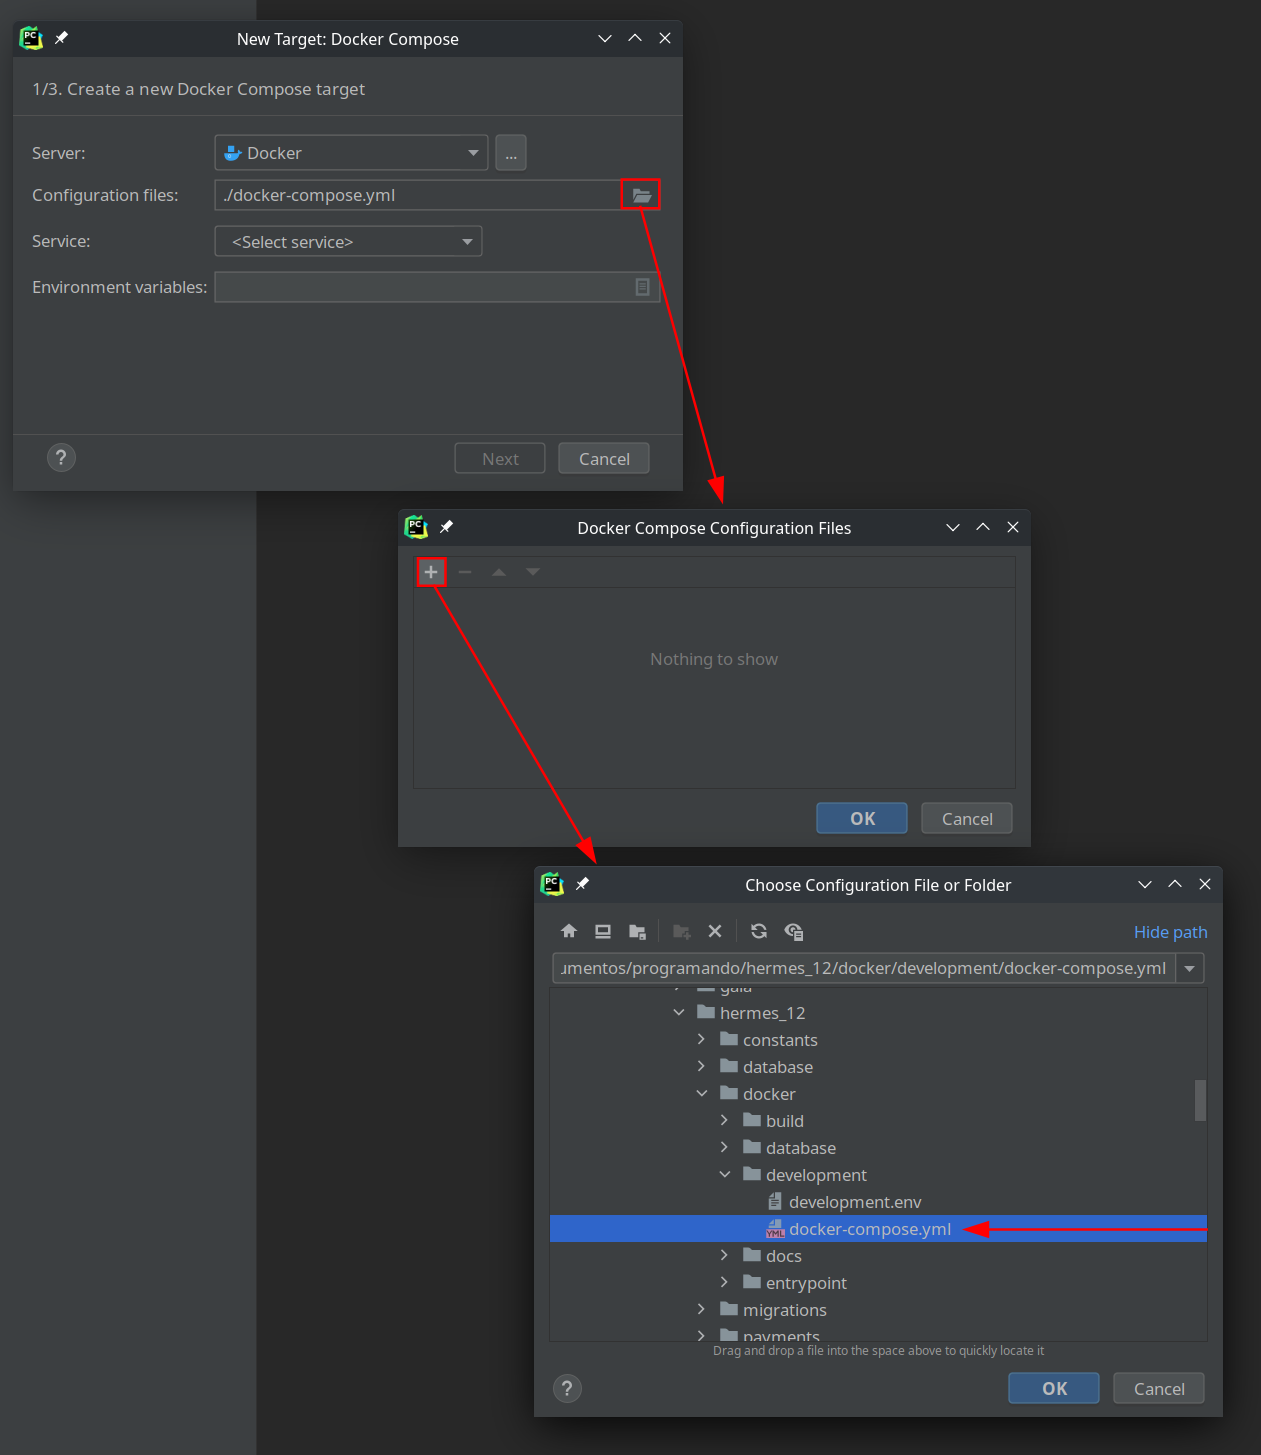 New Target: Docker Compose
1/3. Create a new Docker Compose target
Server: Docker ...
Configuration files: ./docker-compose.yml
Service: <Select service>
Environment variables:
? Next Cancel
Docker Compose Configuration Files
Nothing to show
OK Cancel
Choose Configuration File or Folder
Hide path
umentos/programando/hermes_12/docker/development/docker-compose.yml
gaia
hermes_12
constants
database
docker
build
database
development
development.env
docker-compose.yml
docs
entrypoint
migrations
payments
Drag and drop a file into the space above to quickly locate it
? OK Cancel